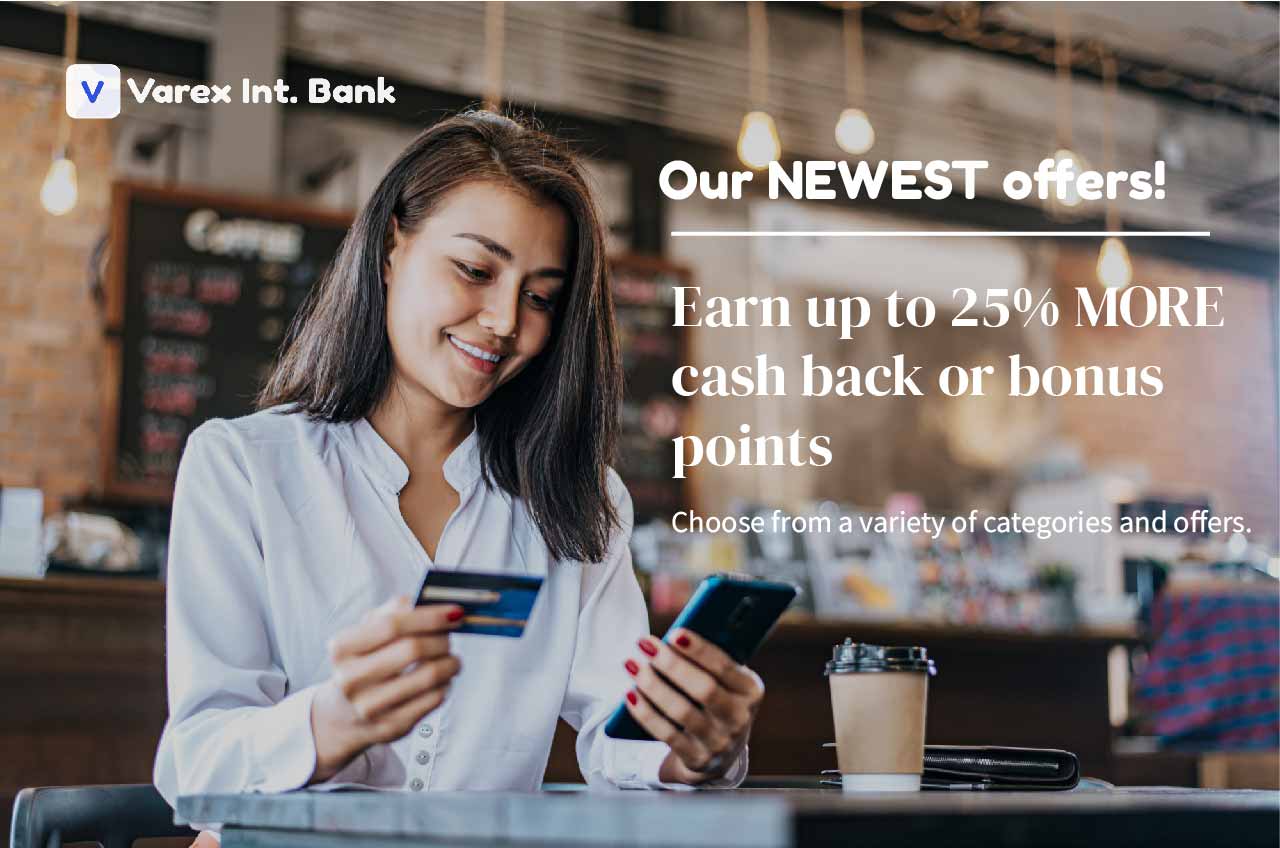 V Varex Int. Bank
Our NEWEST offers!
Earn up to 25% MORE
cash back or bonus
points
Choose from a variety of categories and offers.
COFFEE